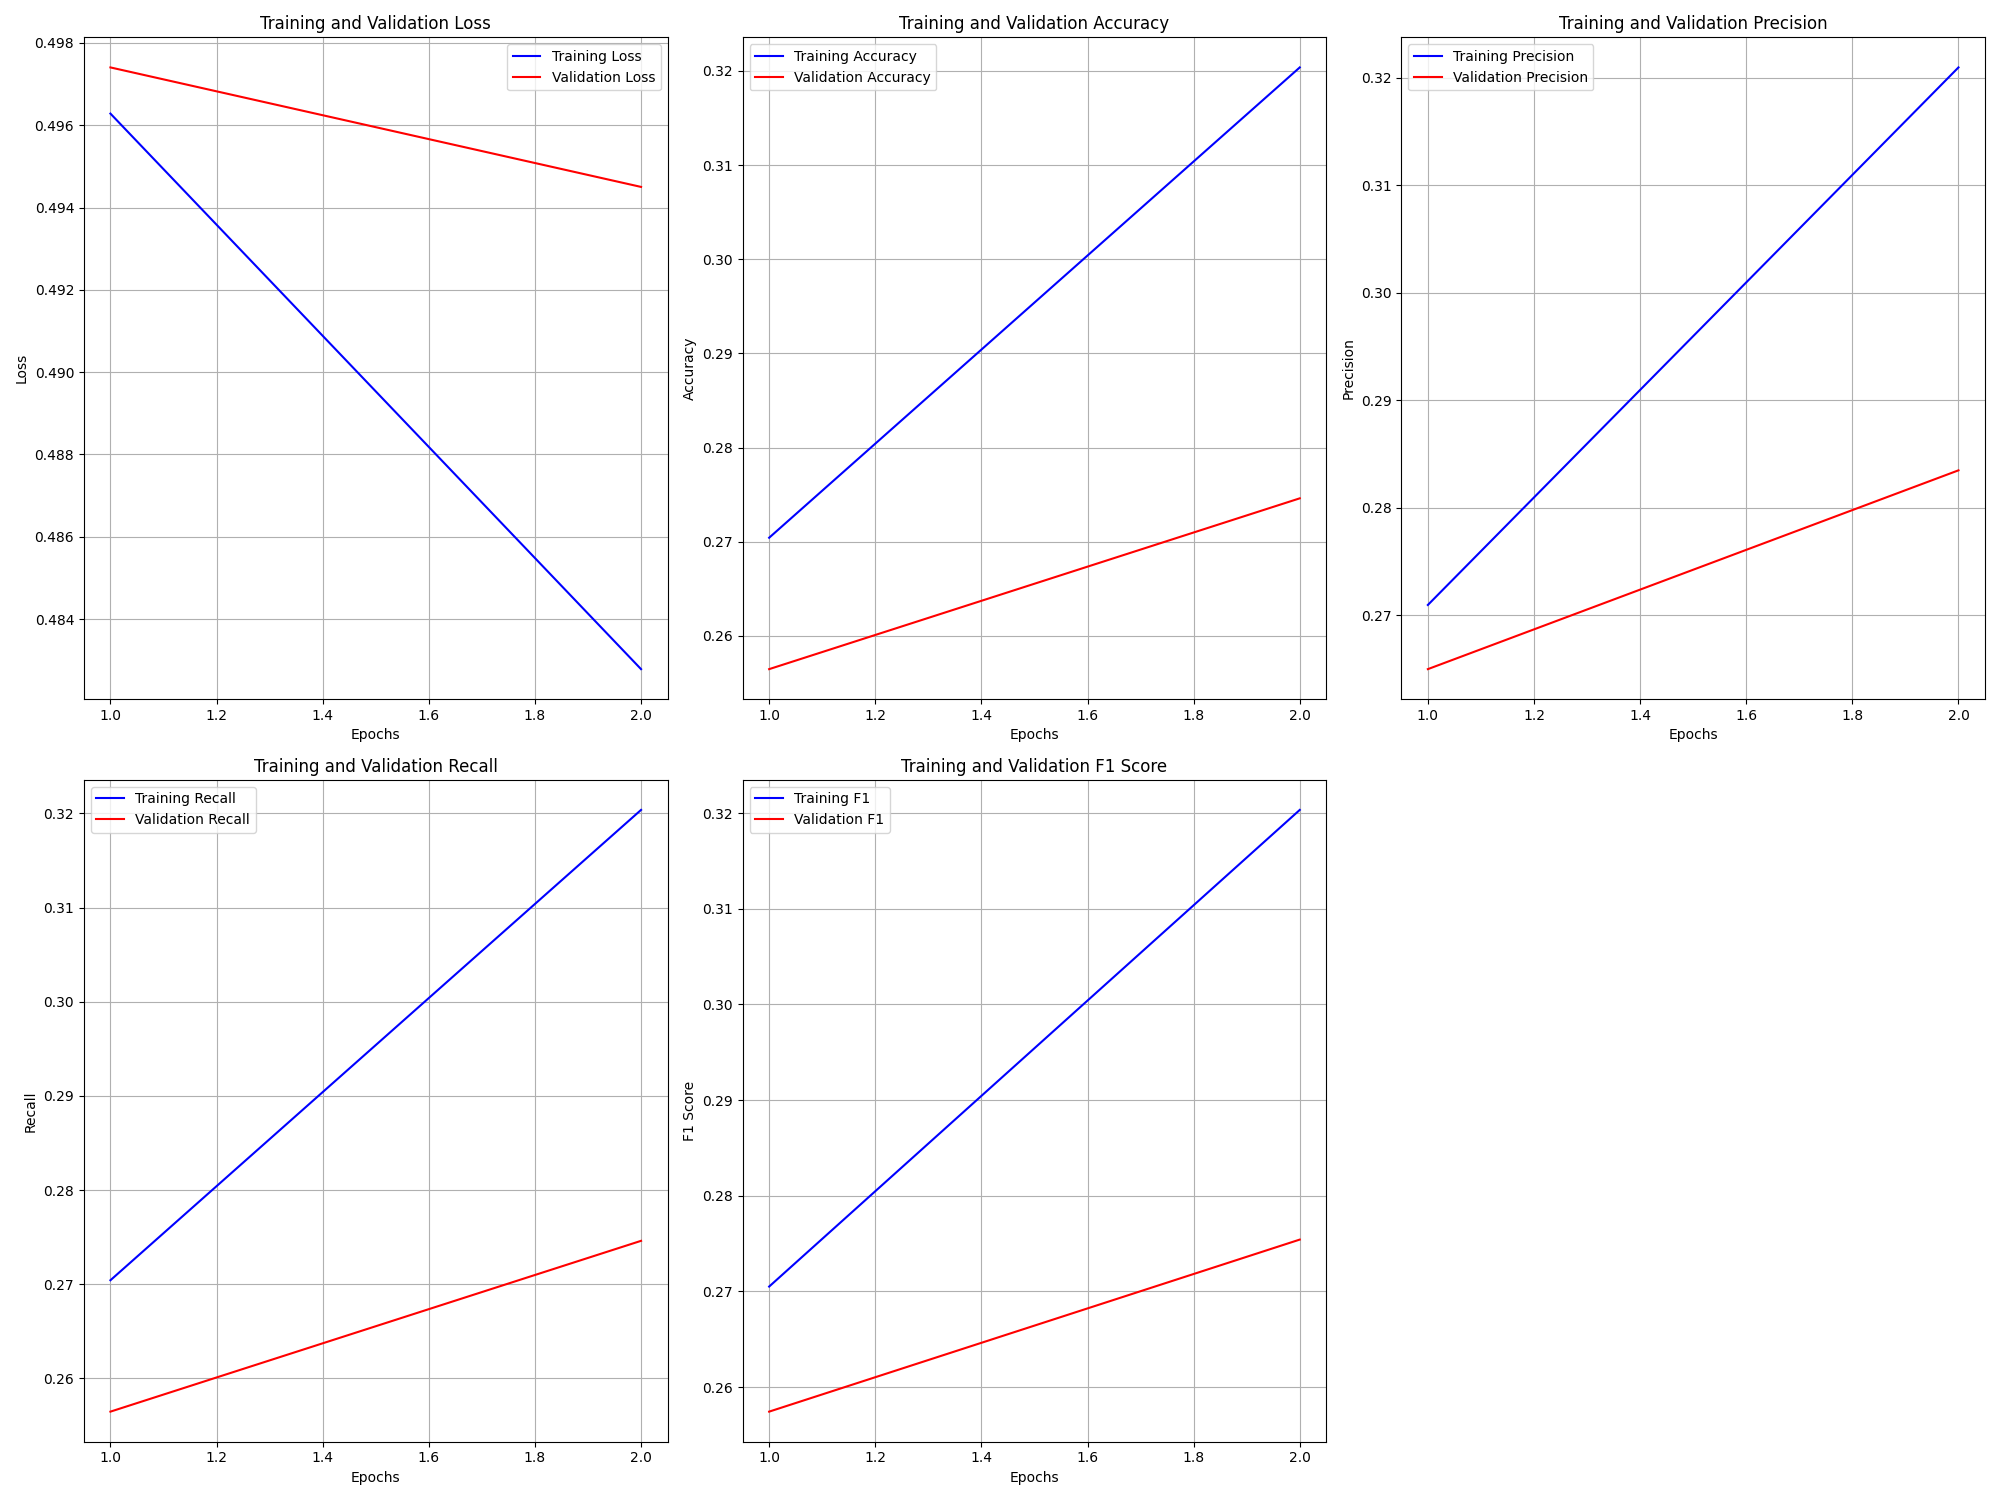 Training and Validation Loss
Training Loss
Validation Loss
0.498
0.496
0.494
0.492
0.490
0.488
0.486
0.484
Loss
1.0 1.2 1.4 1.6 1.8 2.0
Epochs
Training and Validation Accuracy
Training Accuracy
Validation Accuracy
0.32
0.31
0.30
0.29
0.28
0.27
0.26
Accuracy
1.0 1.2 1.4 1.6 1.8 2.0
Epochs
Training and Validation Precision
Training Precision
Validation Precision
0.32
0.31
0.30
0.29
0.28
0.27
Precision
1.0 1.2 1.4 1.6 1.8 2.0
Epochs
Training and Validation Recall
Training Recall
Validation Recall
0.32
0.31
0.30
0.29
0.28
0.27
0.26
Recall
1.0 1.2 1.4 1.6 1.8 2.0
Epochs
Training and Validation F1 Score
Training F1
Validation F1
0.32
0.31
0.30
0.29
0.28
0.27
0.26
F1 Score
1.0 1.2 1.4 1.6 1.8 2.0
Epochs